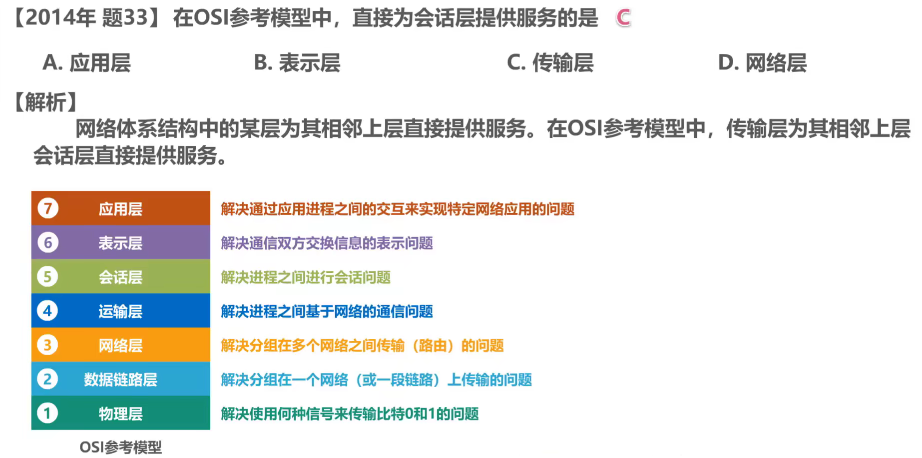 【2014年 题33】在OSI参考模型中，直接为会话层提供服务的是 C
A. 应用层 B. 表示层 C. 传输层 D. 网络层
【解析】
网络体系结构中的某层为其相邻上层直接提供服务。在OSI参考模型中，传输层为其相邻上层
会话层直接提供服务。
7 应用层 解决通过应用进程之间的交互来实现特定网络应用的问题
6 表示层 解决通信双方交换信息的表示问题
5 会话层 解决进程之间进行会话问题
4 运输层 解决进程之间基于网络的通信问题
3 网络层 解决分组在多个网络之间传输（路由）的问题
2 数据链路层 解决分组在一个网络（或一段链路）上传输的问题
1 物理层 解决使用何种信号来传输比特0和1的问题
OSI参考模型